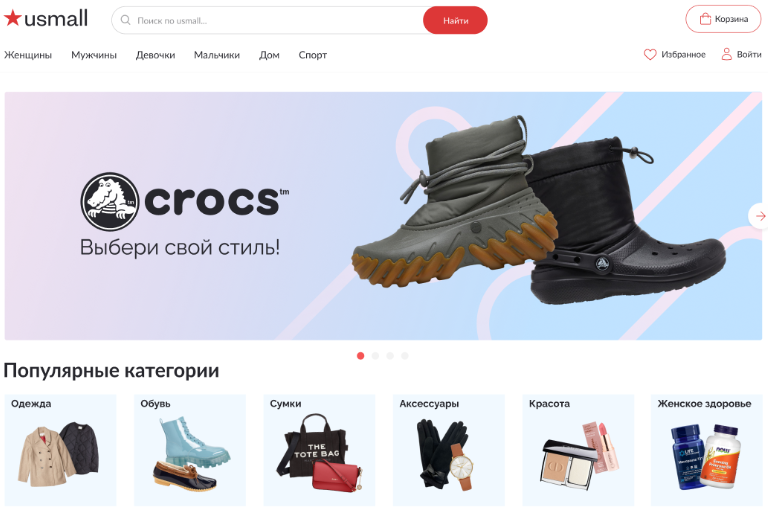 usmall
Поиск по usmall...
Найти
Корзина
Женщины
Мужчины
Девочки
Мальчики
Дом
Спорт
Избранное
Войти
crocs™
Выбери свой стиль!
Популярные категории
Одежда
Обувь
Сумки
Аксессуары
Красота
Женское здоровье
THE
TOTE BAG
NOW